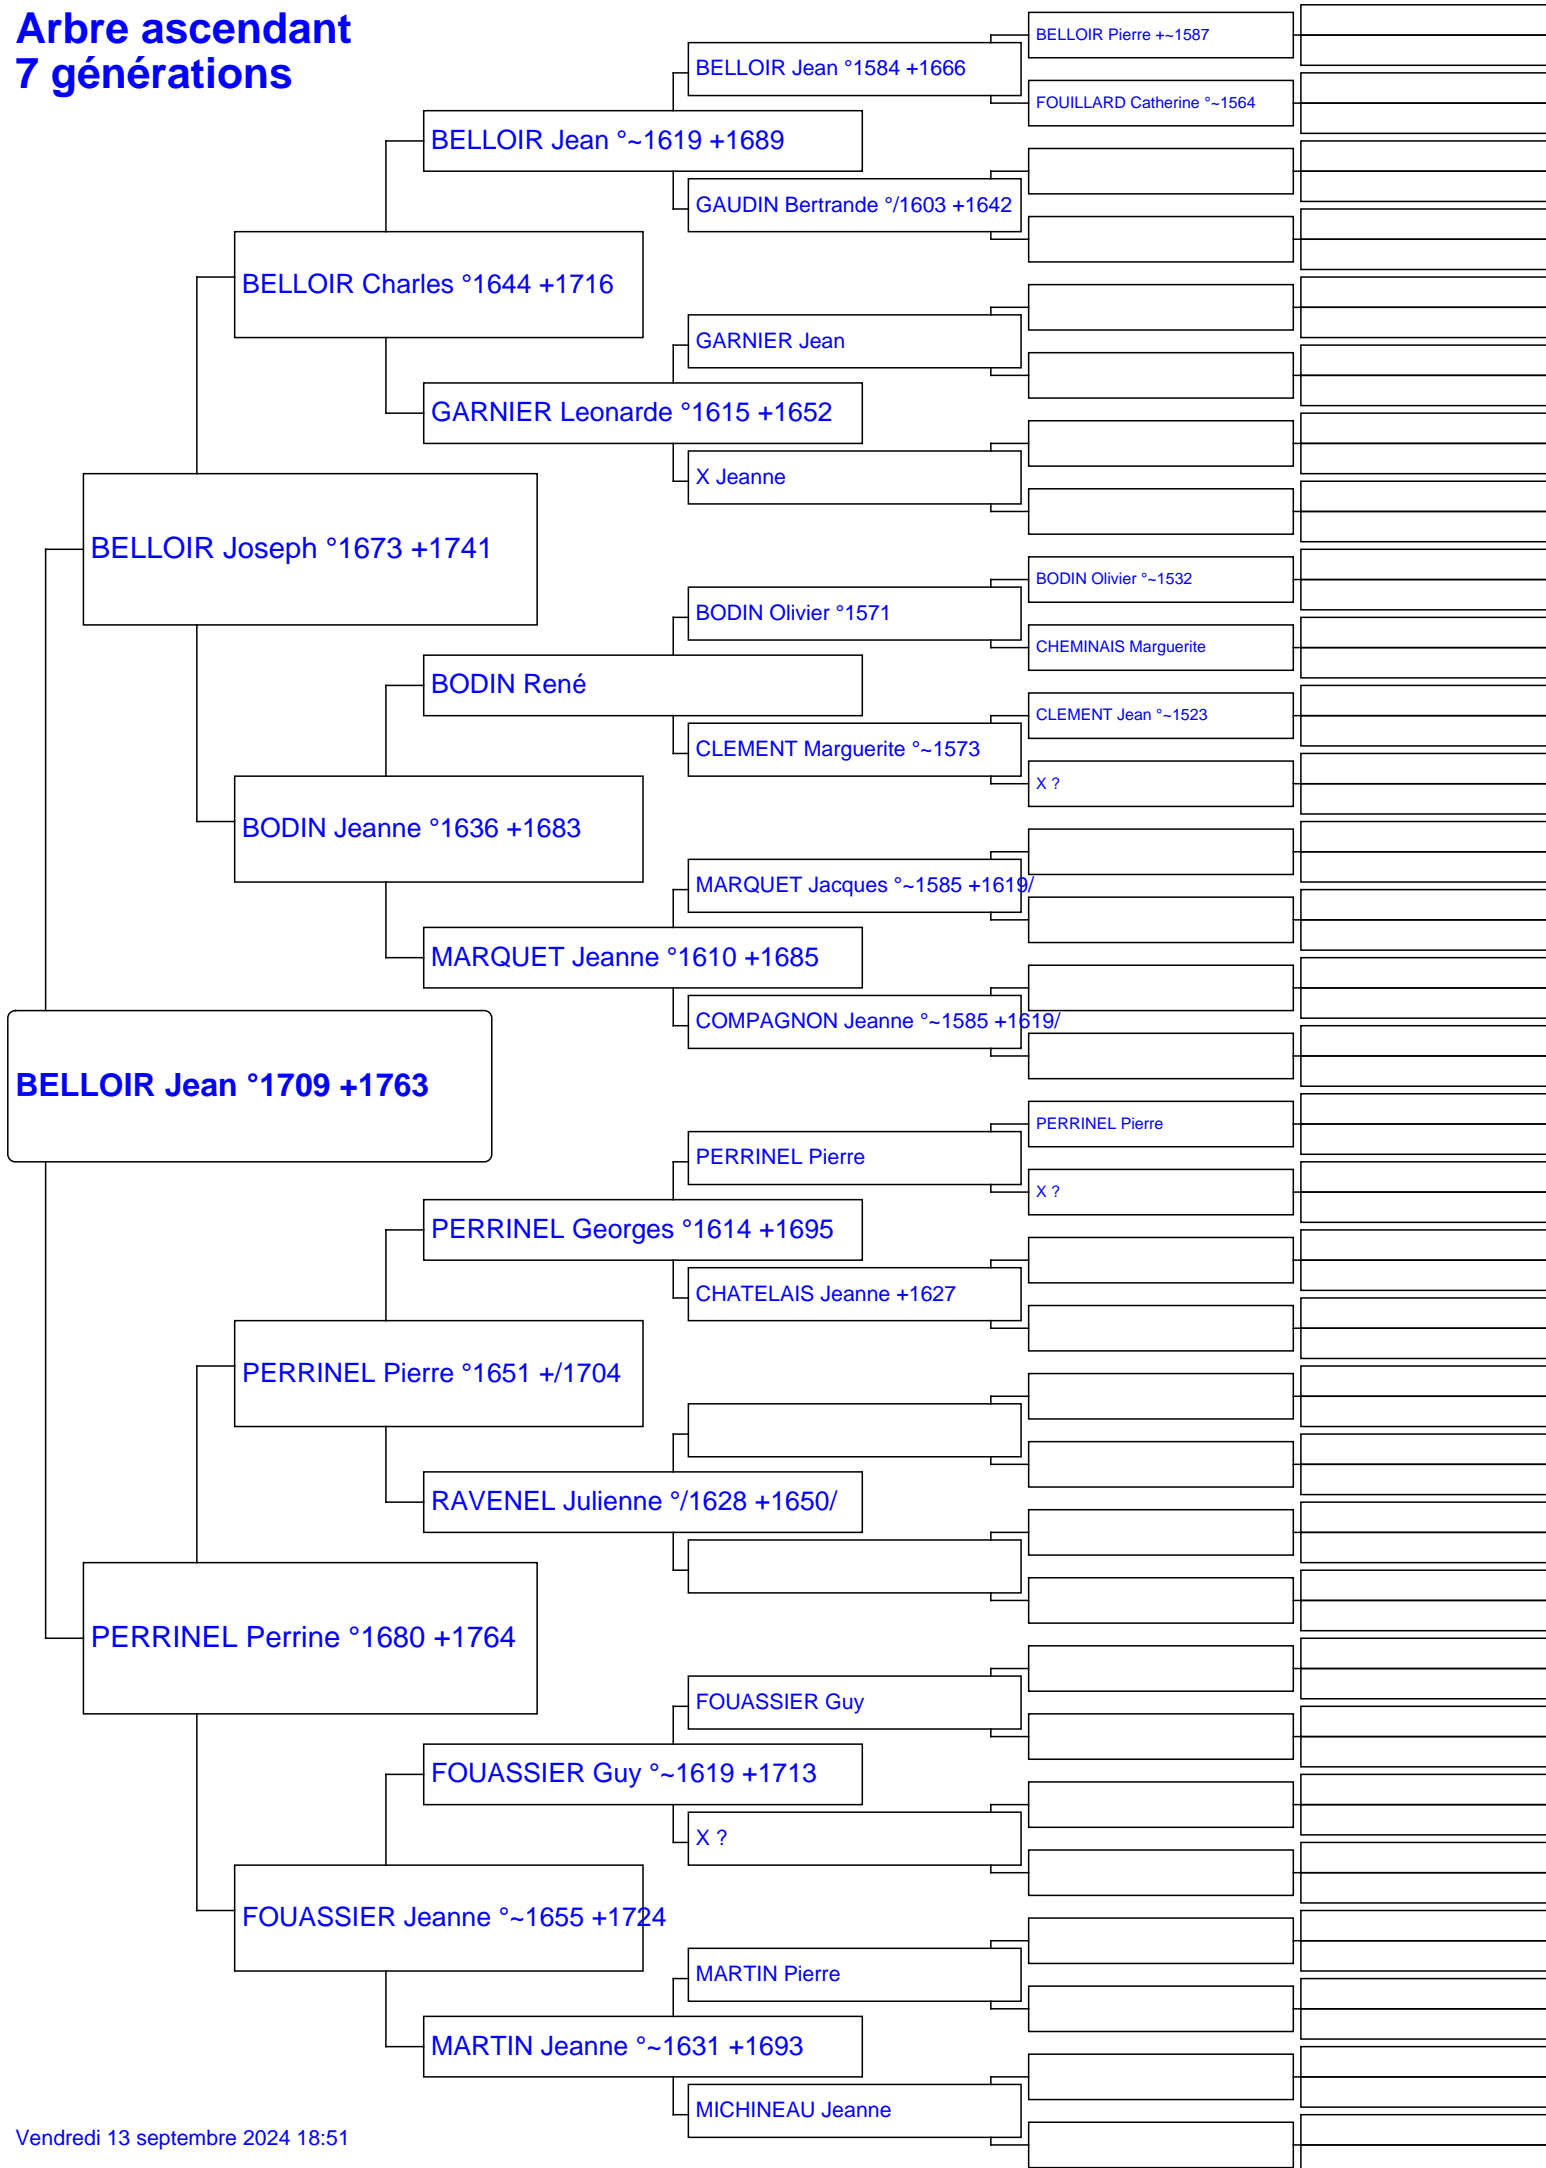 Arbre ascendant
7 générations
BELLOIR Pierre +~1587
BELLOIR Jean °1584 +1666
FOUILLARD Catherine °~1564
BELLOIR Jean °~1619 +1689
GAUDIN Bertrande °/1603 +1642
BELLOIR Charles °1644 +1716
GARNIER Jean
GARNIER Leonarde °1615 +1652
X Jeanne
BELLOIR Joseph °1673 +1741
BODIN Olivier °~1532
BODIN Olivier °1571
CHEMINAIS Marguerite
BODIN René
CLEMENT Jean °~1523
CLEMENT Marguerite °~1573
X ?
BODIN Jeanne °1636 +1683
MARQUET Jacques °~1585 +1619/
MARQUET Jeanne °1610 +1685
COMPAGNON Jeanne °~1585 +1619/
BELLOIR Jean °1709 +1763
PERRINEL Pierre
PERRINEL Pierre
X ?
PERRINEL Georges °1614 +1695
CHATELAIS Jeanne +1627
PERRINEL Pierre °1651 +/1704
RAVENEL Julienne °/1628 +1650/
PERRINEL Perrine °1680 +1764
FOUASSIER Guy
FOUASSIER Guy °~1619 +1713
X ?
FOUASSIER Jeanne °~1655 +1724
MARTIN Pierre
MARTIN Jeanne °~1631 +1693
MICHINEAU Jeanne
Vendredi 13 septembre 2024 18:51